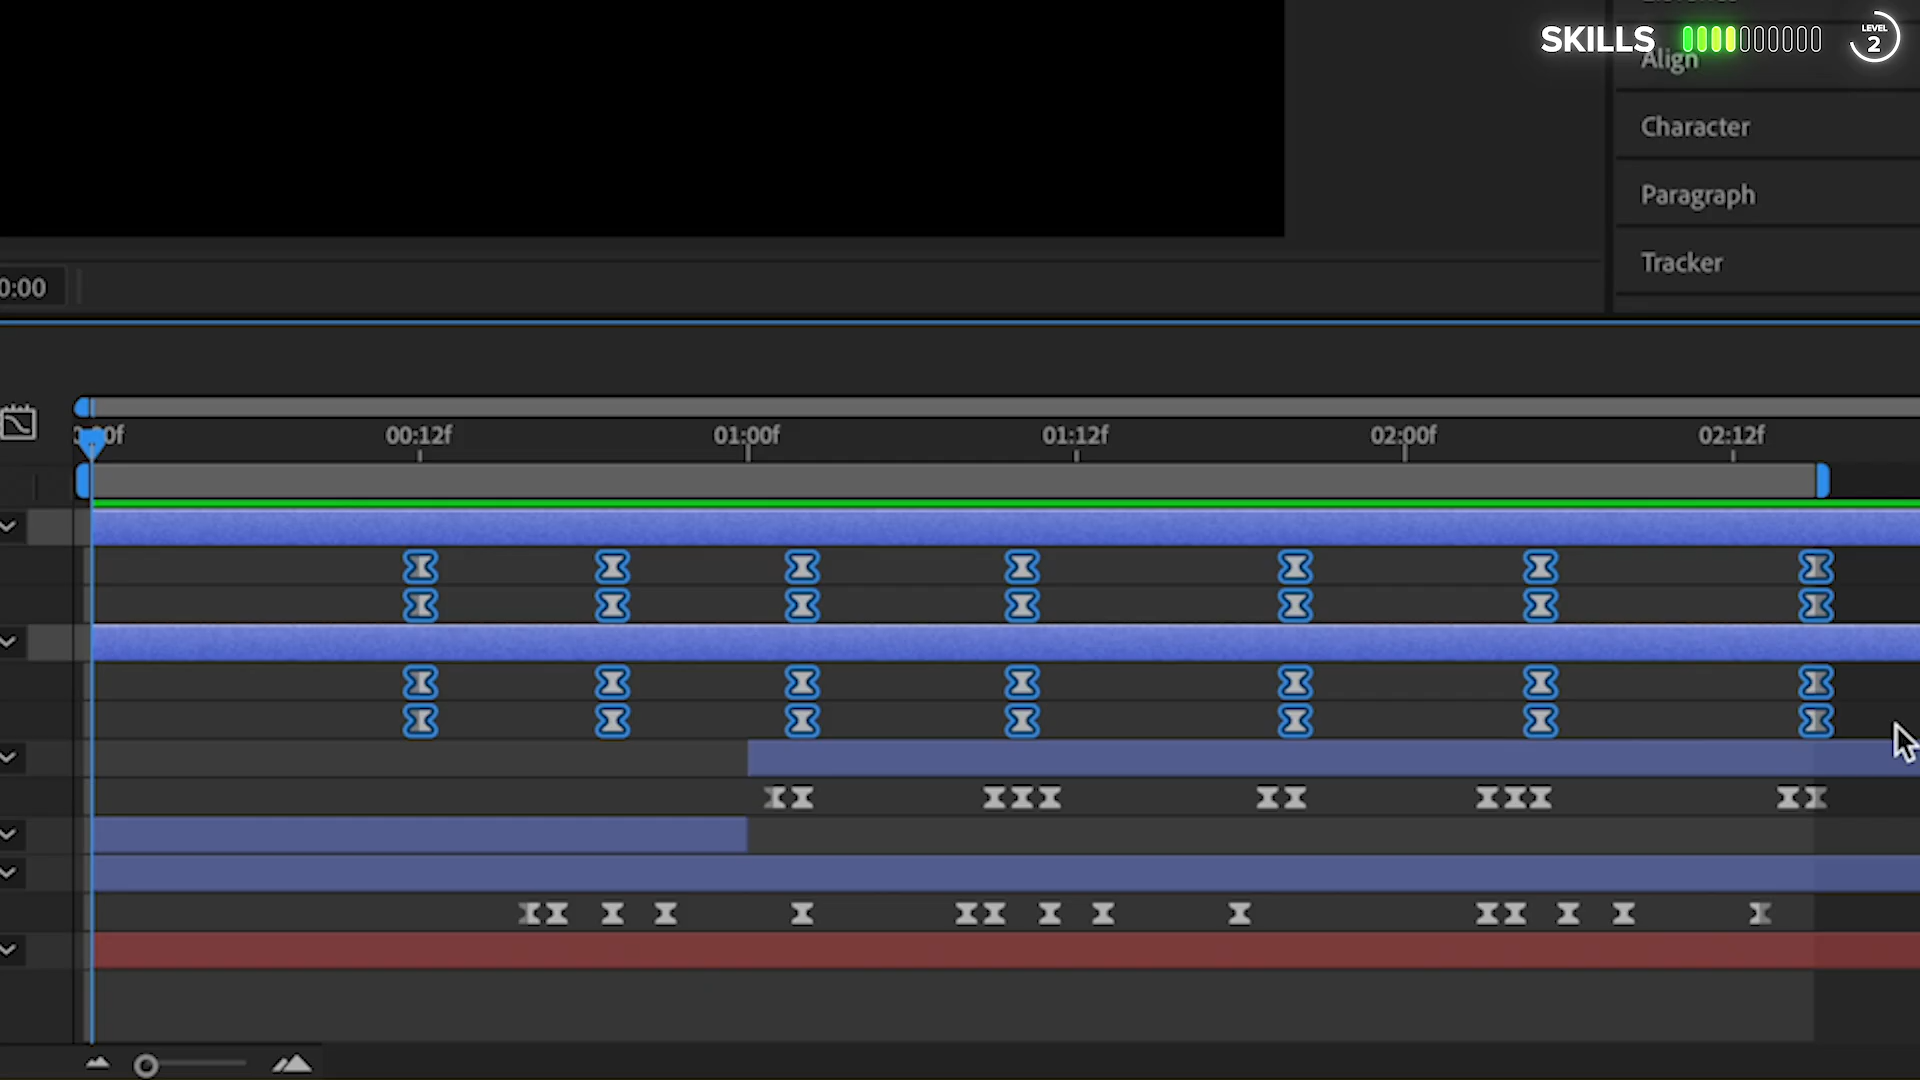 SKILLS
LEVEL
2
Align
Character
Paragraph
Tracker
0:00
00f 00:12f 01:00f 01:12f 02:00f 02:12f